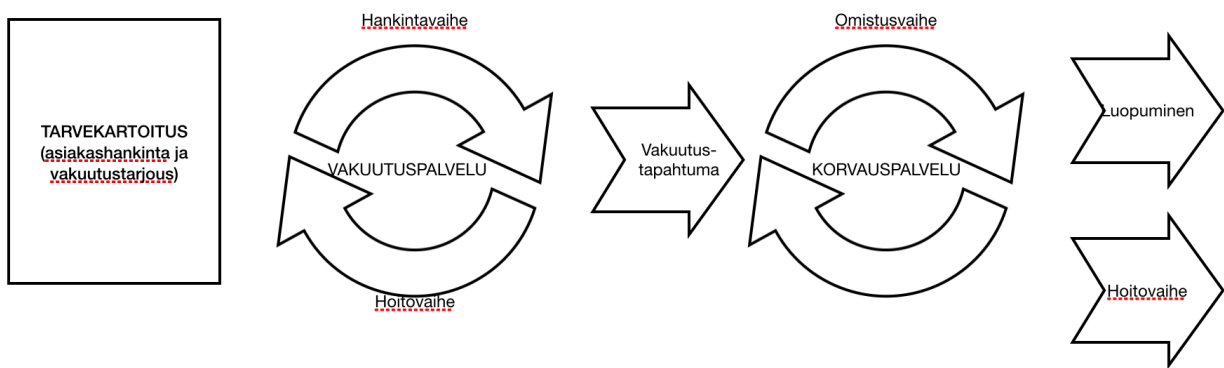 TARVEKARTOITUS
(asiakashankinta ja
vakuutustarjous)
Hankintavaihe
VAKUUTUSPALVELU
Hoitovaihe
Vakuutus-
tapahtuma
Omistusvaihe
KORVAUSPALVELU
Luopuminen
Hoitovaihe